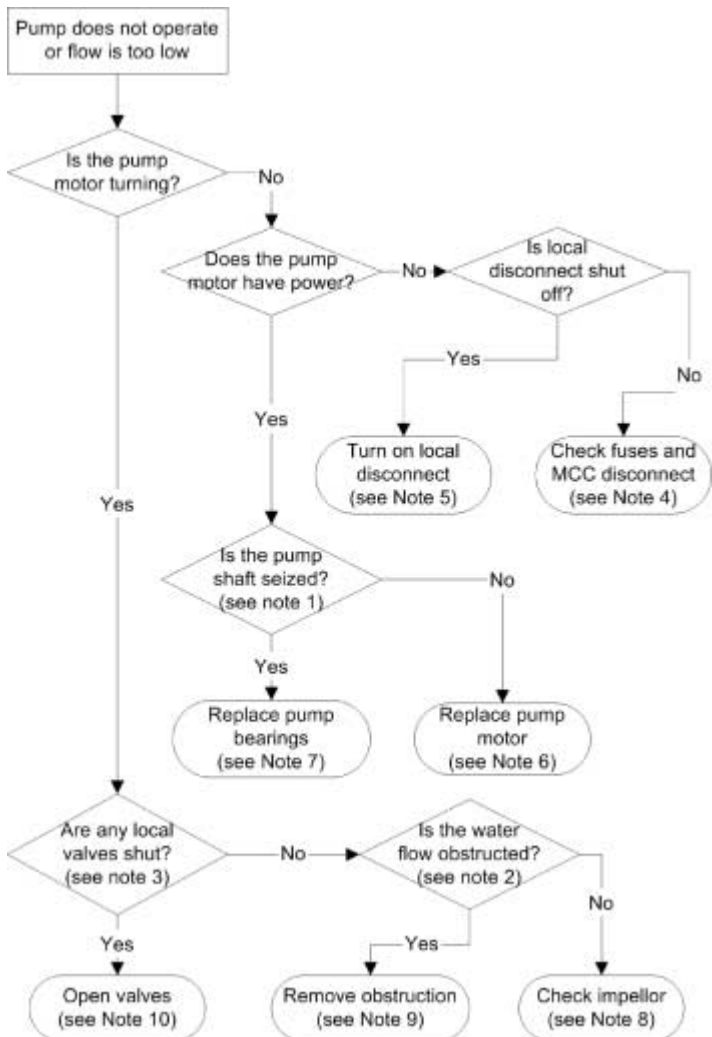 Pump does not operate
or flow is too low
Is the pump
motor turning?
No
Does the pump
motor have power?
No
Is local
disconnect shut
off?
Yes
No
Yes
Turn on local
disconnect
(see Note 5)
Check fuses and
MCC disconnect
(see Note 4)
Yes
Is the pump
shaft seized?
(see note 1)
No
Yes
Replace pump
bearings
(see Note 7)
Replace pump
motor
(see Note 6)
Are any local
valves shut?
(see note 3)
No
Is the water
flow obstructed?
(see note 2)
No
Yes
Yes
Open valves
(see Note 10)
Remove obstruction
(see Note 9)
Check impellor
(see Note 8)